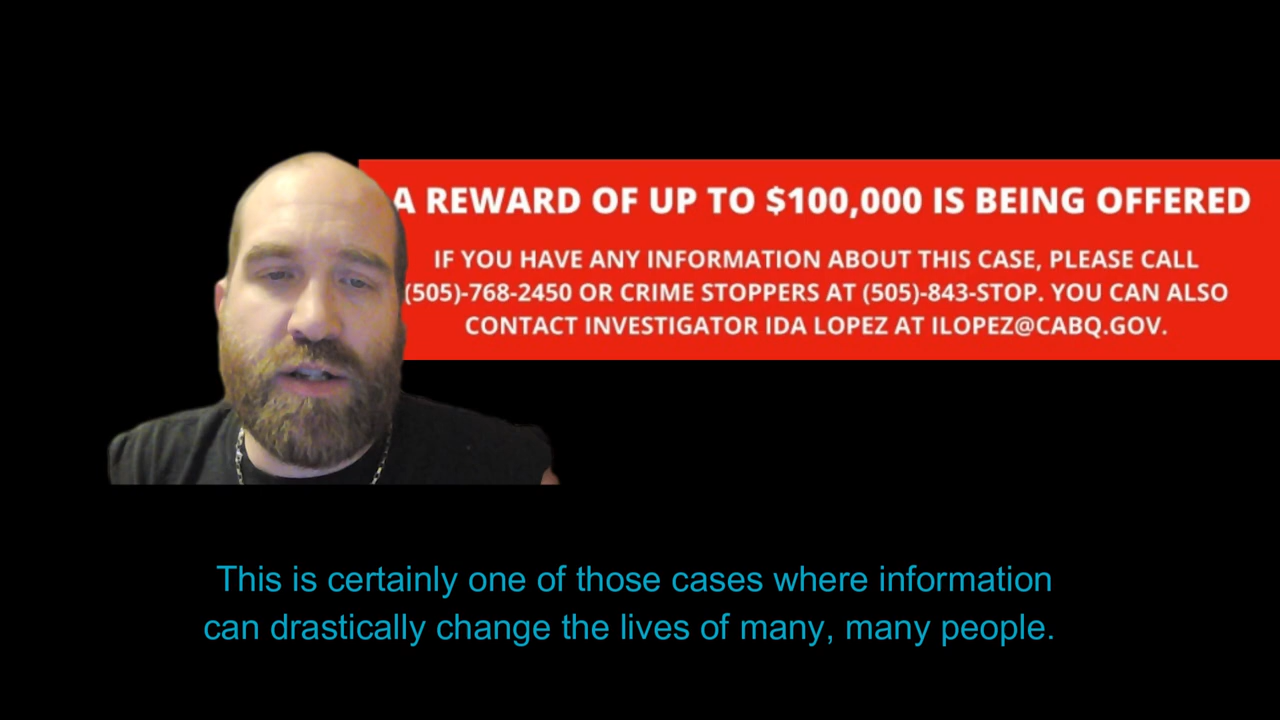 A REWARD OF UP TO $100,000 IS BEING OFFERED
IF YOU HAVE ANY INFORMATION ABOUT THIS CASE, PLEASE CALL
(505)-768-2450 OR CRIME STOPPERS AT (505)-843-STOP. YOU CAN ALSO
CONTACT INVESTIGATOR IDA LOPEZ AT ILOPEZ@CABQ.GOV.
This is certainly one of those cases where information
can drastically change the lives of many, many people.